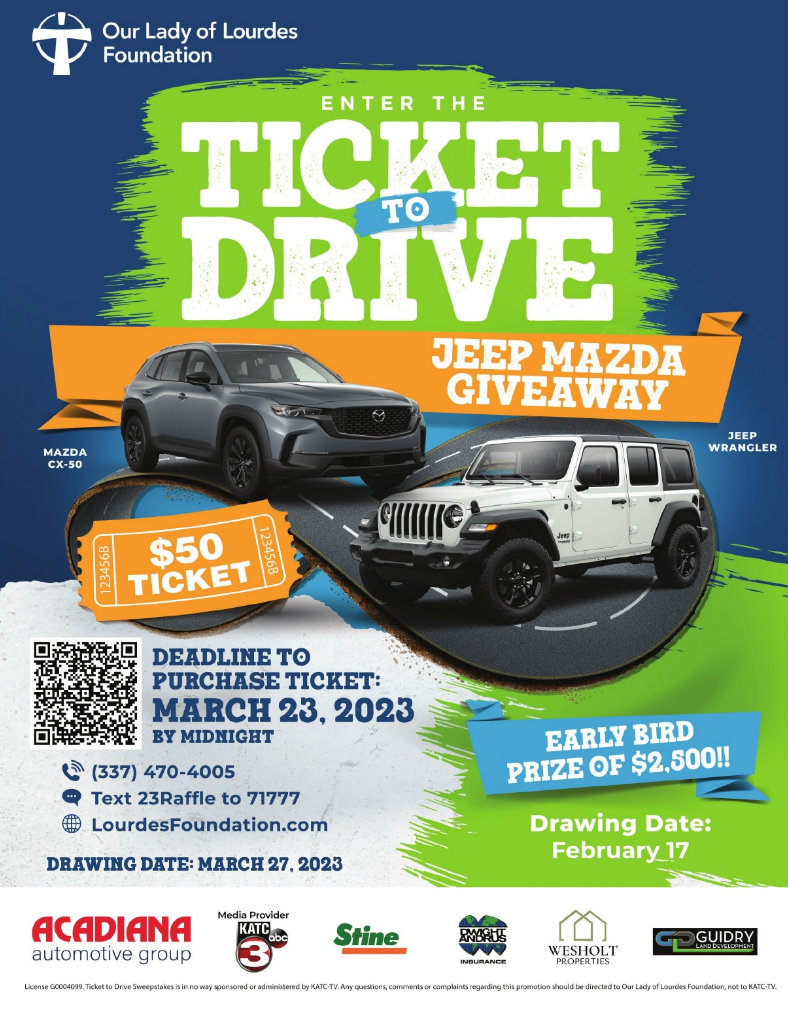 Our Lady of Lourdes
Foundation
ENTER THE
TICKET
TO
DRIVE
JEEP MAZDA
GIVEAWAY
MAZDA
CX-50
JEEP
WRANGLER
Jeep
123456B
$50
TICKET
123456B
DEADLINE TO
PURCHASE TICKET:
MARCH 23, 2023
BY MIDNIGHT
(337) 470-4005
Text 23Raffle to 71777
LourdesFoundation.com
DRAWING DATE: MARCH 27, 2023
EARLY BIRD
PRIZE OF $2,500!!
Drawing Date:
February 17
ACADIANA
automotive group
Media Provider
KATC
abc
3
Stine
DWIGHT
ANDRUS
INSURANCE
WESHOLT
PROPERTIES
GLD GUIDRY
LAND DEVELOPMENT
License G0004099. Ticket to Drive Sweepstakes is in no way sponsored or administered by KATC-TV. Any questions, comments or complaints regarding this promotion should be directed to Our Lady of Lourdes Foundation, not to KATC-TV.